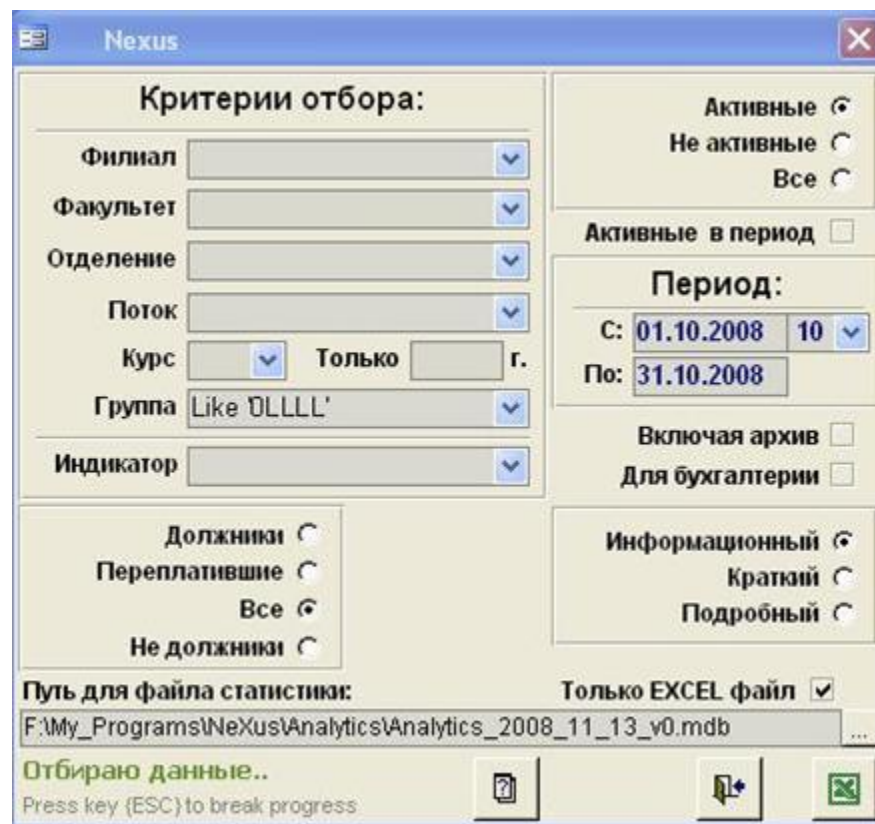 Nexus
Критерии отбора:
Филиал
Факультет
Отделение
Поток
Курс Только г.
Группа Like '0LLLL'
Индикатор
Активные
Не активные
Все
Активные в период
Период:
С: 01.10.2008 10
По: 31.10.2008
Включая архив
Для бухгалтерии
Должники
Переплатившие
Все
Не должники
Информационный
Краткий
Подробный
Путь для файла статистики: Только EXCEL файл
F:\My_Programs\NeXus\Analytics\Analytics_2008_11_13_v0.mdb ...
Отбираю данные..
Press key {ESC} to break progress